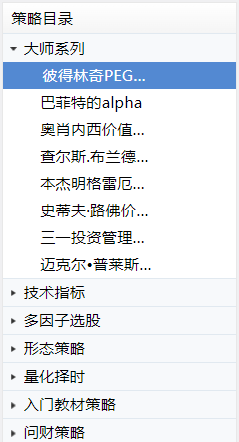 策略目录
大师系列
彼得林奇PEG...
巴菲特的alpha
奥肖内西价值...
查尔斯.布兰德...
本杰明格雷厄...
史蒂夫·路佛价...
三一投资管理...
迈克尔•普莱斯...
技术指标
多因子选股
形态策略
量化择时
入门教材策略
问财策略